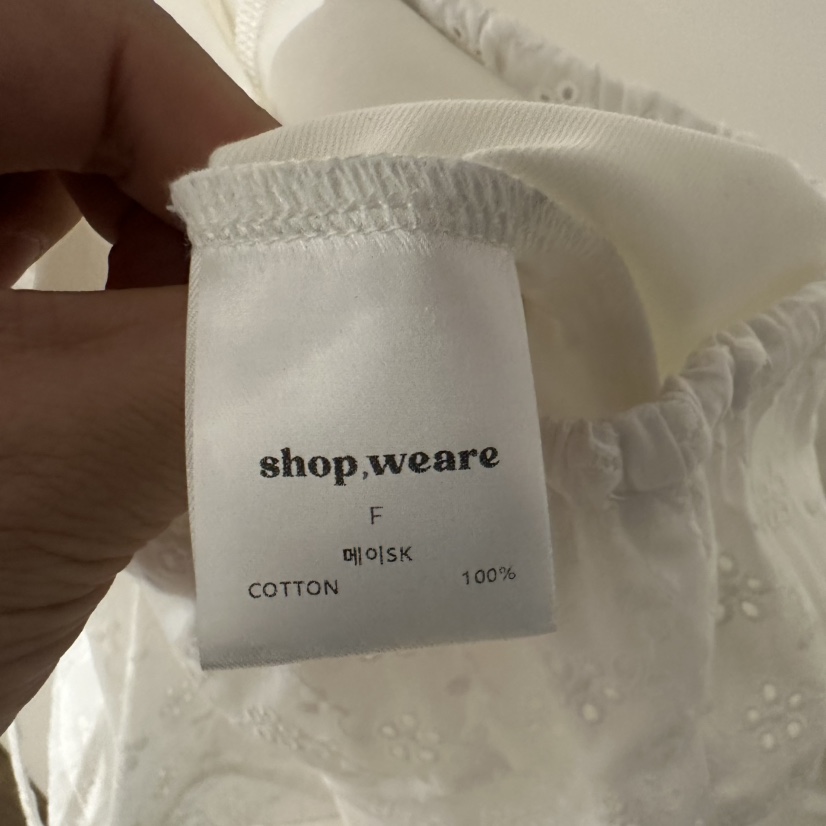 shop,weare
F
메이SK
COTTON 100%